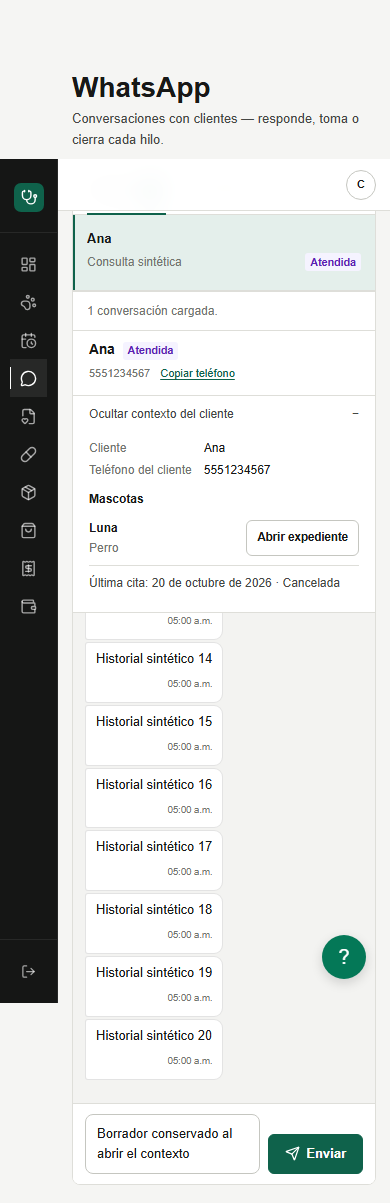 WhatsApp
Conversaciones con clientes — responde, toma o
cierra cada hilo.
C
Ana
Consulta sintética
Atendida
1 conversación cargada.
Ana Atendida
5551234567 Copiar teléfono
Ocultar contexto del cliente −
Cliente Ana
Teléfono del cliente 5551234567
Mascotas
Luna
Perro
Abrir expediente
Última cita: 20 de octubre de 2026 · Cancelada
05:00 a.m.
Historial sintético 14
05:00 a.m.
Historial sintético 15
05:00 a.m.
Historial sintético 16
05:00 a.m.
Historial sintético 17
05:00 a.m.
Historial sintético 18
05:00 a.m.
Historial sintético 19
05:00 a.m.
?
Historial sintético 20
05:00 a.m.
Borrador conservado al
abrir el contexto
Enviar